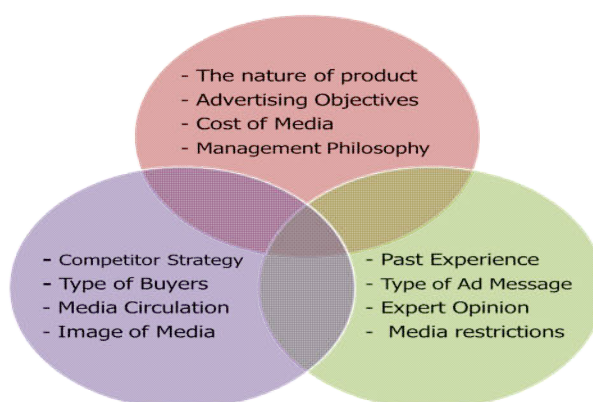 - The nature of product
- Advertising Objectives
- Cost of Media
- Management Philosophy
- Competitor Strategy
- Type of Buyers
- Media Circulation
- Image of Media
- Past Experience
- Type of Ad Message
- Expert Opinion
- Media restrictions